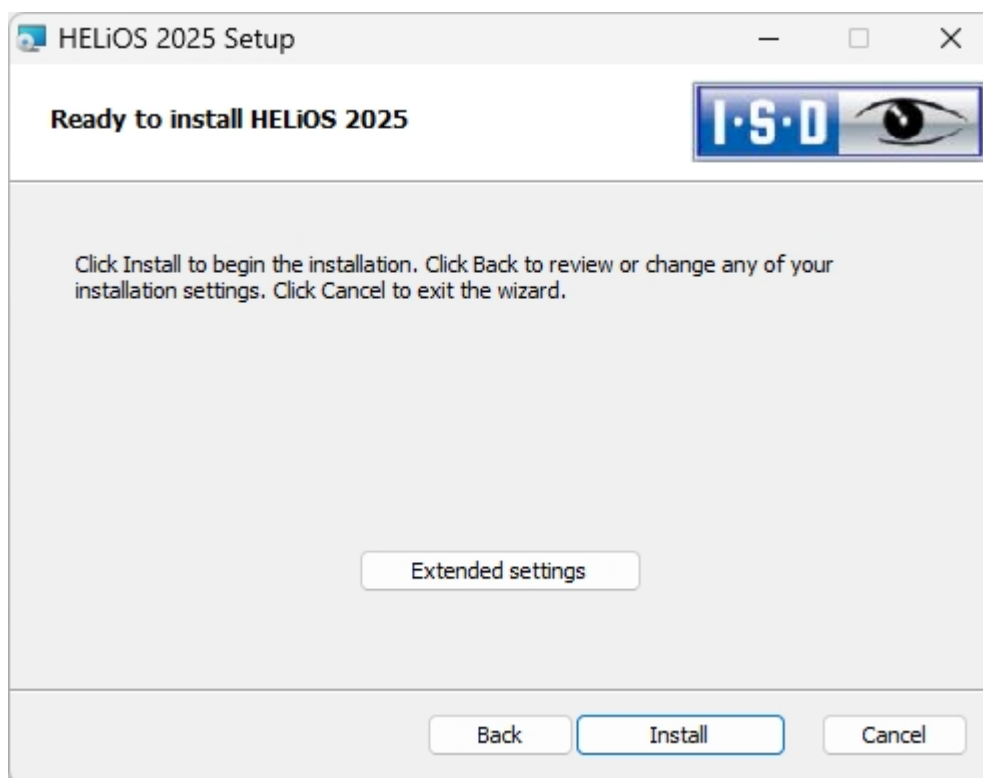 HELiOS 2025 Setup
Ready to install HELiOS 2025
I·S·D
Click Install to begin the installation. Click Back to review or change any of your
installation settings. Click Cancel to exit the wizard.
Extended settings
Back Install Cancel